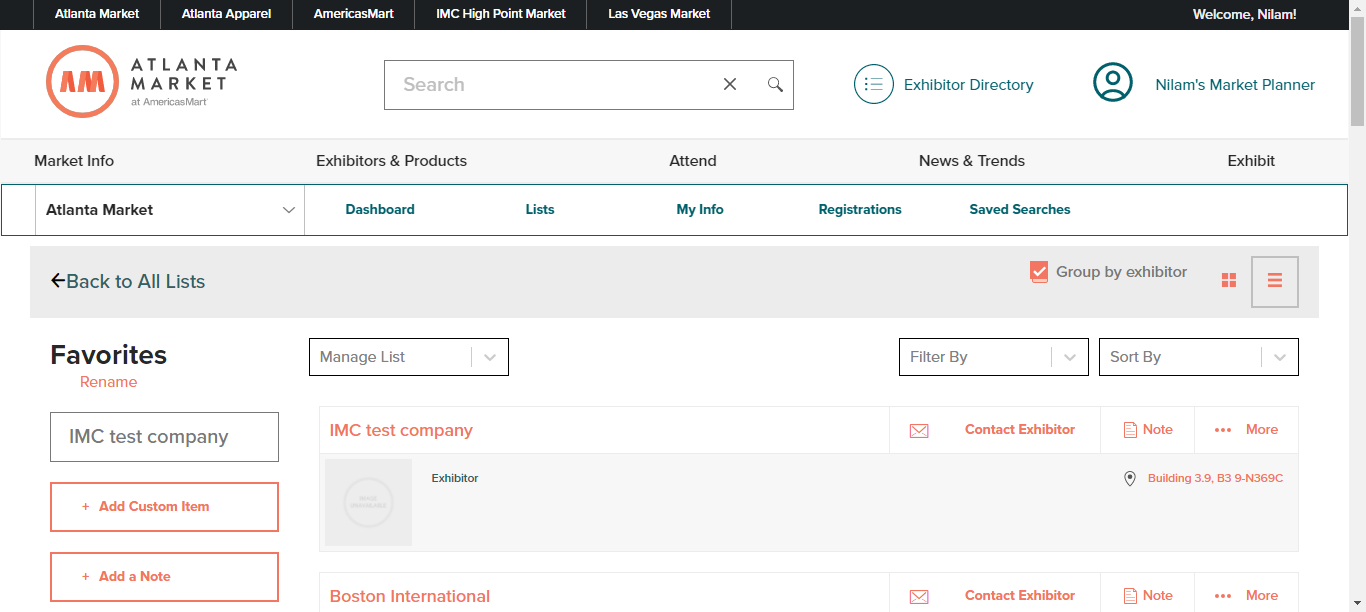 Atlanta Market Atlanta Apparel AmericasMart IMC High Point Market Las Vegas Market Welcome, Nilam!
ATLANTA
MARKET
at AmericasMart
Search
Exhibitor Directory
Nilam's Market Planner
Market Info Exhibitors & Products Attend News & Trends Exhibit
Atlanta Market Dashboard Lists My Info Registrations Saved Searches
Back to All Lists
Group by exhibitor
Favorites
Rename
IMC test company
+ Add Custom Item
+ Add a Note
Manage List
Filter By
Sort By
IMC test company Contact Exhibitor Note More
Exhibitor Building 3.9, B3 9-N369C
Boston International Contact Exhibitor Note More